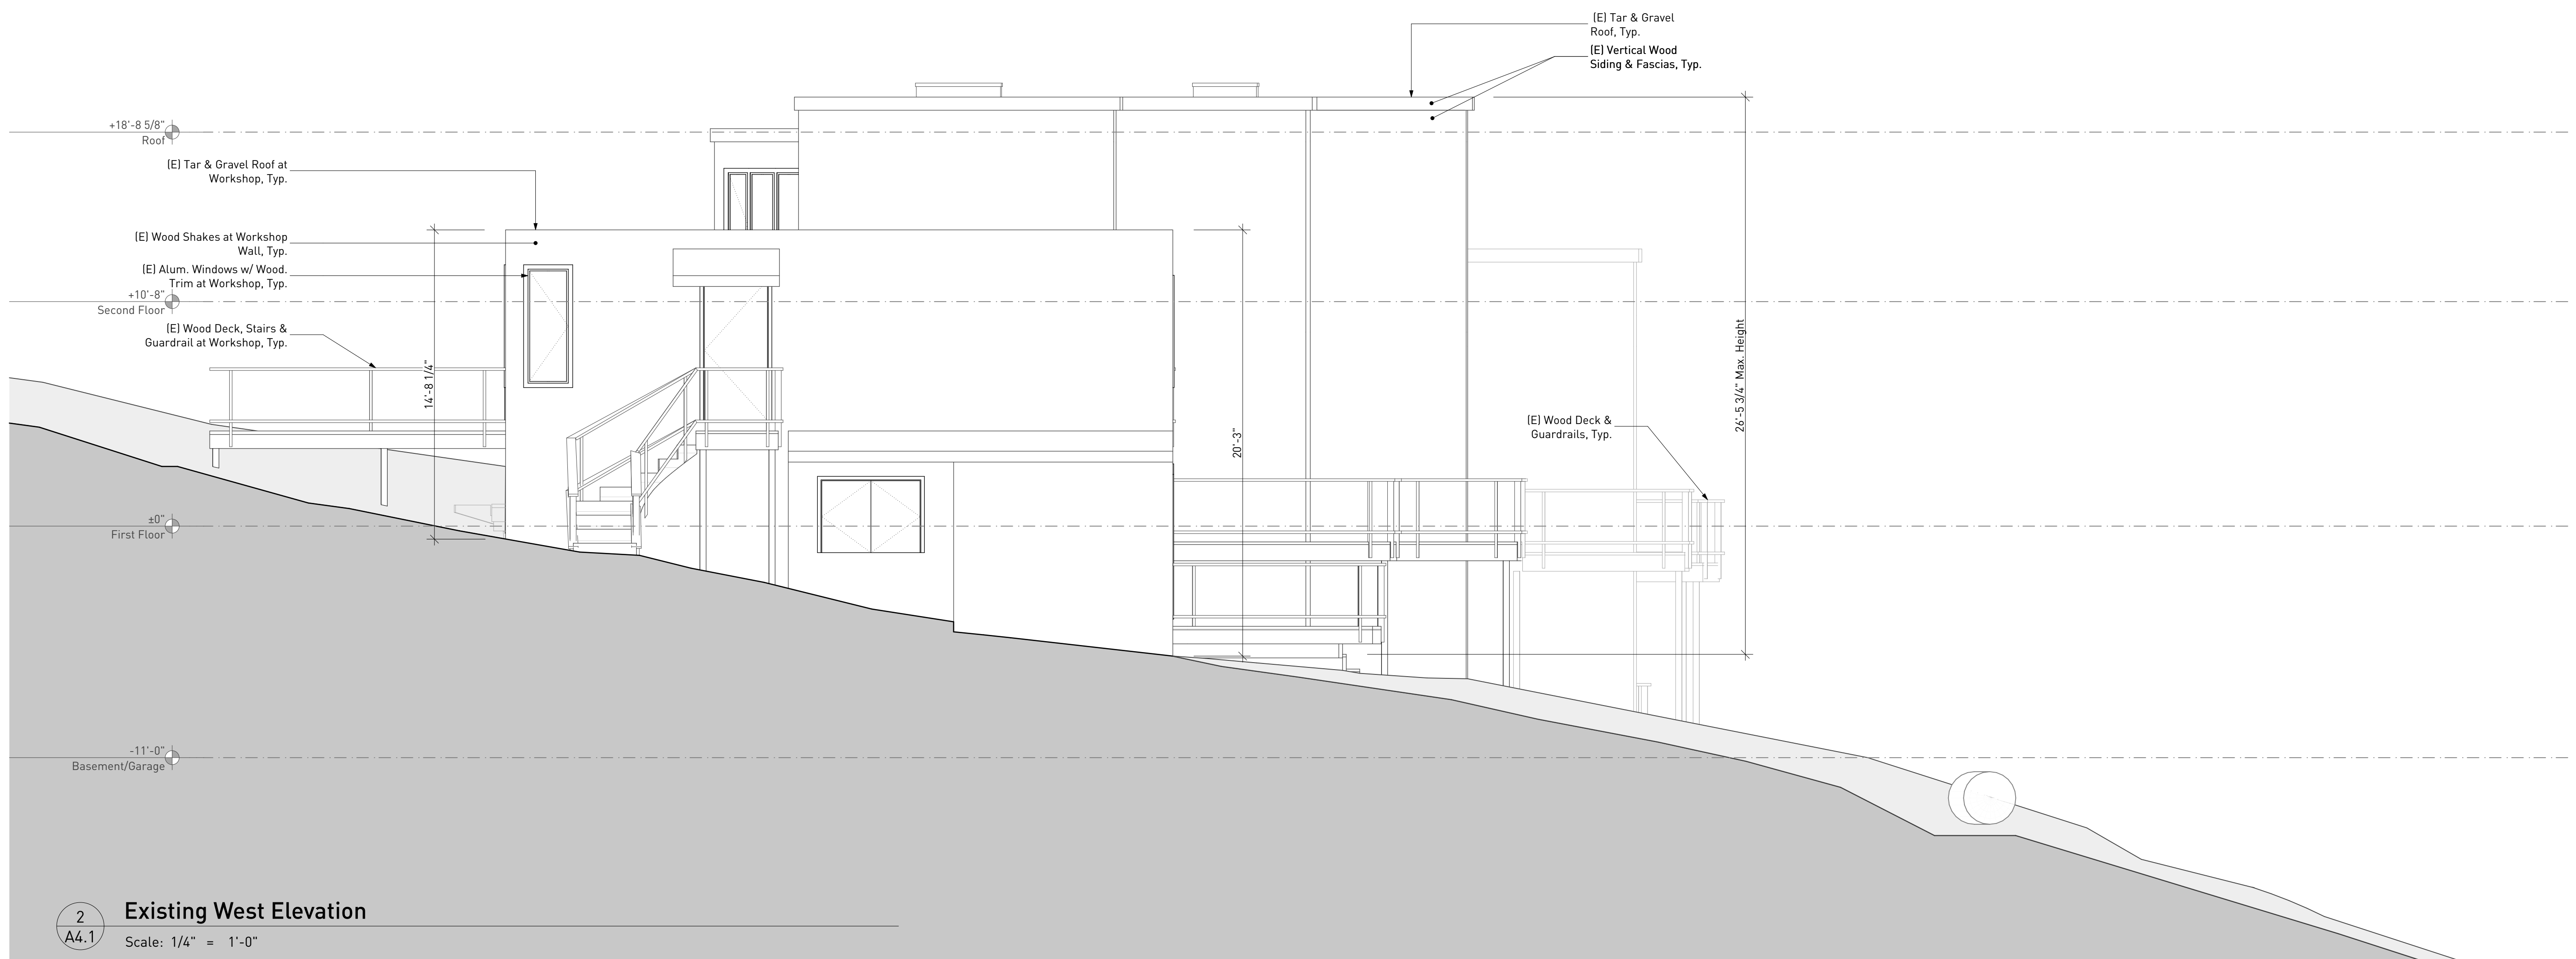 (E) Tar & Gravel
Roof, Typ.
(E) Vertical Wood
Siding & Fascias, Typ.
+18'-8 5/8"
Roof
(E) Tar & Gravel Roof at
Workshop, Typ.
(E) Wood Shakes at Workshop
Wall, Typ.
(E) Alum. Windows w/ Wood.
Trim at Workshop, Typ.
+10'-8"
Second Floor
(E) Wood Deck, Stairs &
Guardrail at Workshop, Typ.
14'-8 1/4"
20'-3"
26'-5 3/4" Max. Height
(E) Wood Deck &
Guardrails, Typ.
±0"
First Floor
-11'-0"
Basement/Garage
2
A4.1
Existing West Elevation
Scale: 1/4" = 1'-0"